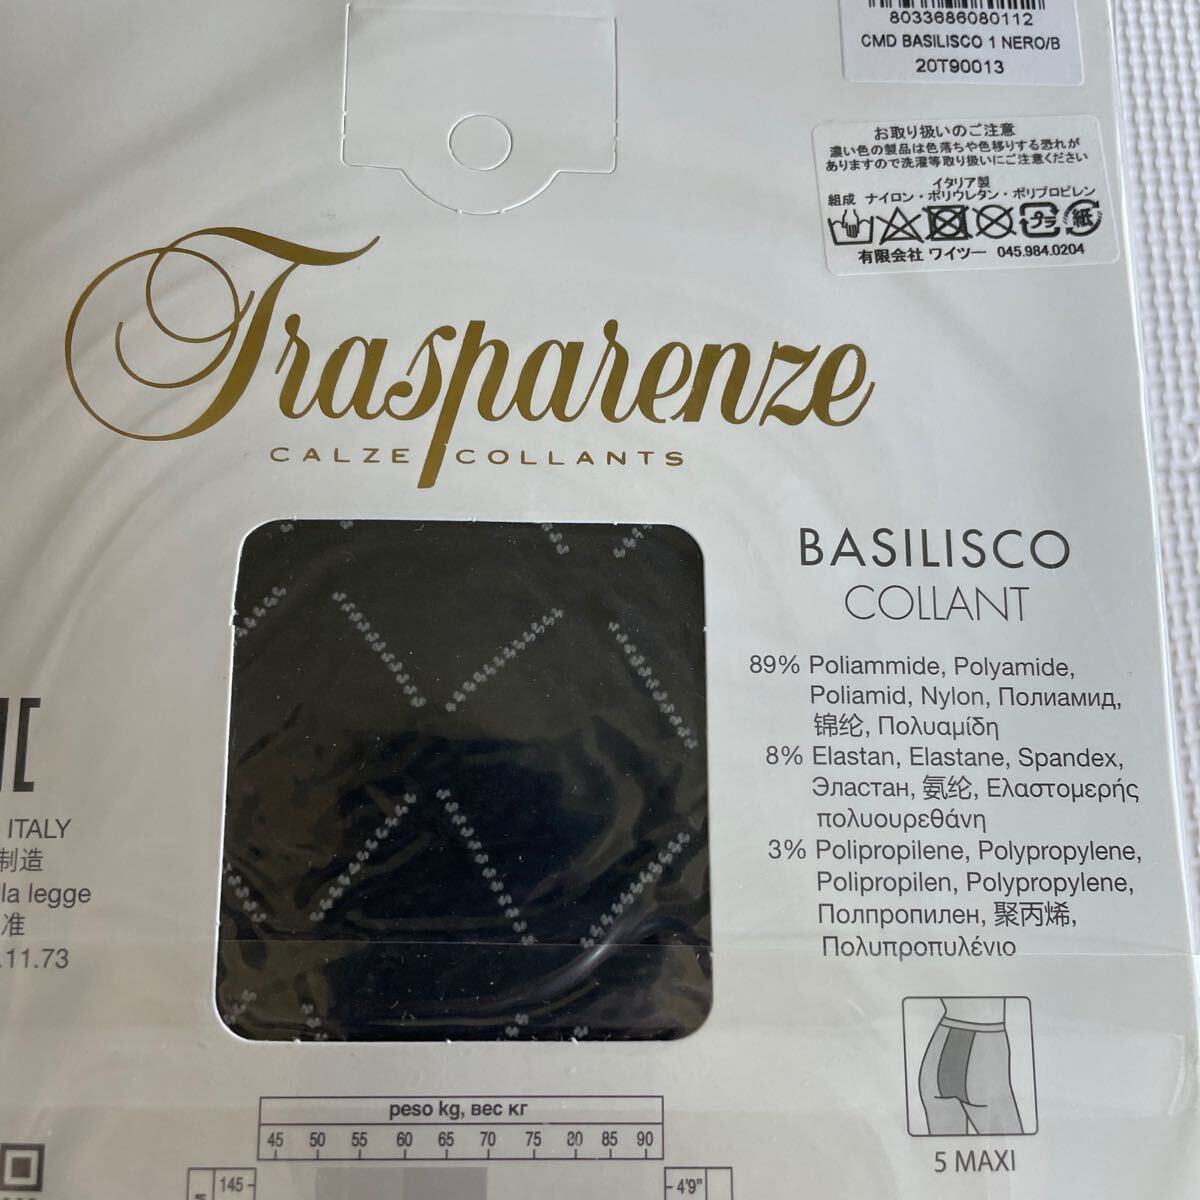 8033686080112
CMD BASILISCO 1 NERO/B
20T90013
お取り扱いのご注意
濃い色の製品は色落ちや色移りする恐れが
ありますので洗濯等取り扱いにご注意ください
イタリア製
組成 ナイロン・ポリウレタン・ポリプロピレン
プラ 紙
有限会社 ワイツー 045.984.0204
Trasparenze
CALZE COLLANTS
BASILISCO
COLLANT
89% Poliammide, Polyamide,
Poliamid, Nylon, Полиамид,
锦纶, Πολυαμίδη
8% Elastan, Elastane, Spandex,
Эластан, 氨纶, Ελαστομερής
πολυουρεθάνη
3% Polipropilene, Polypropylene,
Polipropilen, Polypropylene,
Полпропилен, 聚丙烯,
Πολυπροπυλένιο
ITALY
制造
la legge
准
.11.73
5 MAXI
peso kg, вес кг
45 50 55 60 65 70 75 80 85 90
145
4'9"